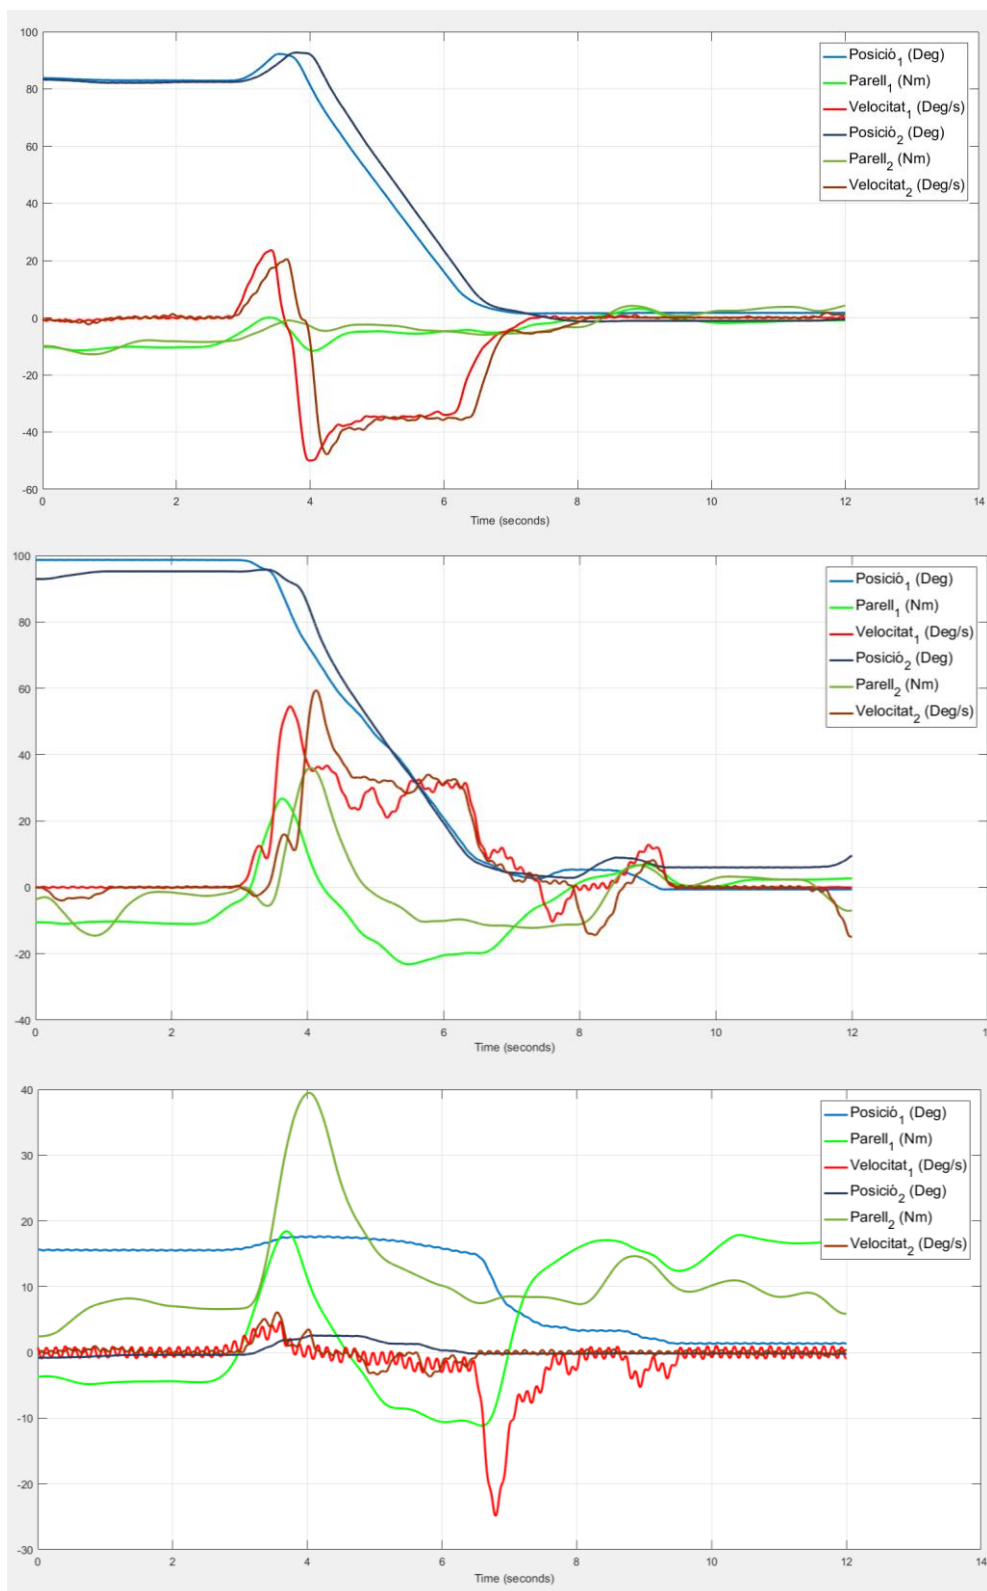 100
80
60
40
20
0
-20
-40
-60
0
2
4
6
8
10
12
14
Time (seconds)
Posició₁ (Deg)
Parell₁ (Nm)
Velocitat₁ (Deg/s)
Posició₂ (Deg)
Parell₂ (Nm)
Velocitat₂ (Deg/s)
100
80
60
40
20
0
-20
-40
0
2
4
6
8
10
12
1
Time (seconds)
Posició₁ (Deg)
Parell₁ (Nm)
Velocitat₁ (Deg/s)
Posició₂ (Deg)
Parell₂ (Nm)
Velocitat₂ (Deg/s)
40
30
20
10
0
-10
-20
-30
0
2
4
6
8
10
12
14
Time (seconds)
Posició₁ (Deg)
Parell₁ (Nm)
Velocitat₁ (Deg/s)
Posició₂ (Deg)
Parell₂ (Nm)
Velocitat₂ (Deg/s)